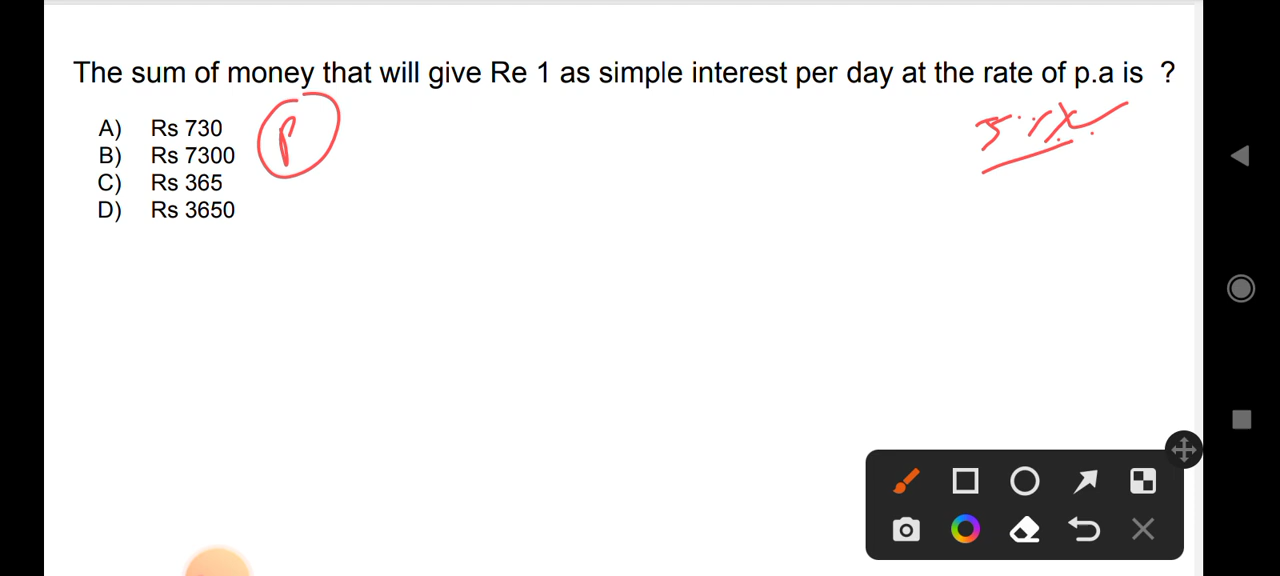 The sum of money that will give Re 1 as simple interest per day at the rate of p.a is ?
5%
A) Rs 730
P
B) Rs 7300
C) Rs 365
D) Rs 3650